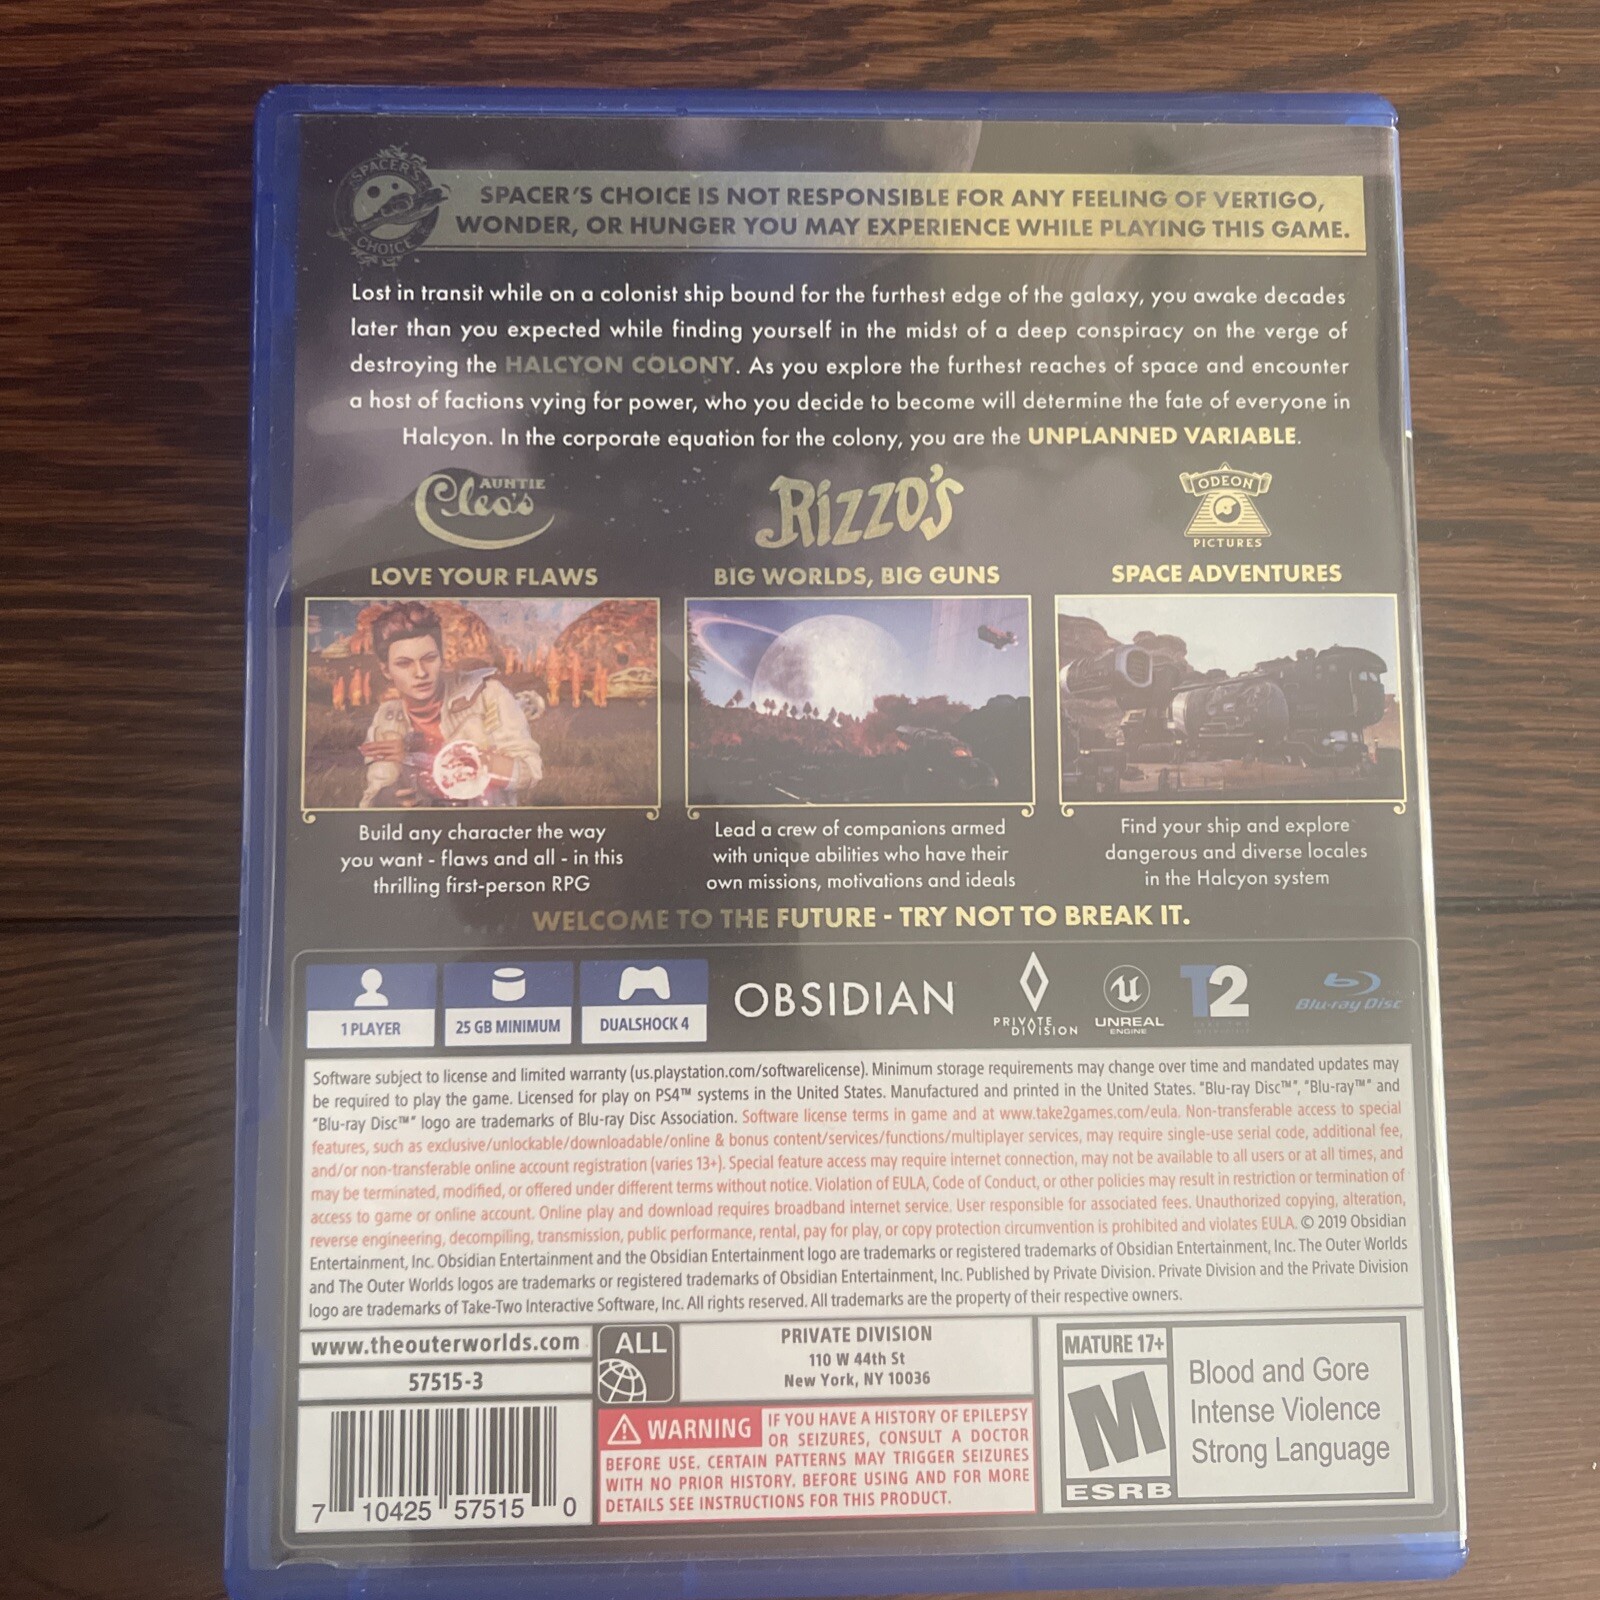 SPACER'S
CHOICE
SPACER'S CHOICE IS NOT RESPONSIBLE FOR ANY FEELING OF VERTIGO,
WONDER, OR HUNGER YOU MAY EXPERIENCE WHILE PLAYING THIS GAME.
Lost in transit while on a colonist ship bound for the furthest edge of the galaxy, you awake decades
later than you expected while finding yourself in the midst of a deep conspiracy on the verge of
destroying the HALCYON COLONY. As you explore the furthest reaches of space and encounter
a host of factions vying for power, who you decide to become will determine the fate of everyone in
Halcyon. In the corporate equation for the colony, you are the UNPLANNED VARIABLE.
AUNTIE
Cleo's
RIZZO'S
ODEON
PICTURES
LOVE YOUR FLAWS
BIG WORLDS, BIG GUNS
SPACE ADVENTURES
Build any character the way
you want - flaws and all - in this
thrilling first-person RPG
Lead a crew of companions armed
with unique abilities who have their
own missions, motivations and ideals
Find your ship and explore
dangerous and diverse locales
in the Halcyon system
WELCOME TO THE FUTURE - TRY NOT TO BREAK IT.
1 PLAYER
25 GB MINIMUM
DUALSHOCK 4
OBSIDIAN
PRIVATE
DIVISION
UNREAL
ENGINE
T2
Blu-ray Disc
Software subject to license and limited warranty (us.playstation.com/softwarelicense). Minimum storage requirements may change over time and mandated updates may
be required to play the game. Licensed for play on PS4™ systems in the United States. Manufactured and printed in the United States. "Blu-ray Disc™", "Blu-ray™" and
"Blu-ray Disc™" logo are trademarks of Blu-ray Disc Association. Software license terms in game and at www.take2games.com/eula. Non-transferable access to special
features, such as exclusive/unlockable/downloadable/online & bonus content/services/functions/multiplayer services, may require single-use serial code, additional fee,
and/or non-transferable online account registration (varies 13+). Special feature access may require internet connection, may not be available to all users or at all times, and
may be terminated, modified, or offered under different terms without notice. Violation of EULA, Code of Conduct, or other policies may result in restriction or termination of
access to game or online account. Online play and download requires broadband internet service. User responsible for associated fees. Unauthorized copying, alteration,
reverse engineering, decompiling, transmission, public performance, rental, pay for play, or copy protection circumvention is prohibited and violates EULA. © 2019 Obsidian
Entertainment, Inc. Obsidian Entertainment and the Obsidian Entertainment logo are trademarks or registered trademarks of Obsidian Entertainment, Inc. The Outer Worlds
and The Outer Worlds logos are trademarks or registered trademarks of Obsidian Entertainment, Inc. Published by Private Division. Private Division and the Private Division
logo are trademarks of Take-Two Interactive Software, Inc. All rights reserved. All trademarks are the property of their respective owners.
www.theouterworlds.com
57515-3
7 10425 57515 0
ALL
PRIVATE DIVISION
110 W 44th St
New York, NY 10036
WARNING IF YOU HAVE A HISTORY OF EPILEPSY
OR SEIZURES, CONSULT A DOCTOR
BEFORE USE. CERTAIN PATTERNS MAY TRIGGER SEIZURES
WITH NO PRIOR HISTORY. BEFORE USING AND FOR MORE
DETAILS SEE INSTRUCTIONS FOR THIS PRODUCT.
MATURE 17+
M
ESRB
Blood and Gore
Intense Violence
Strong Language